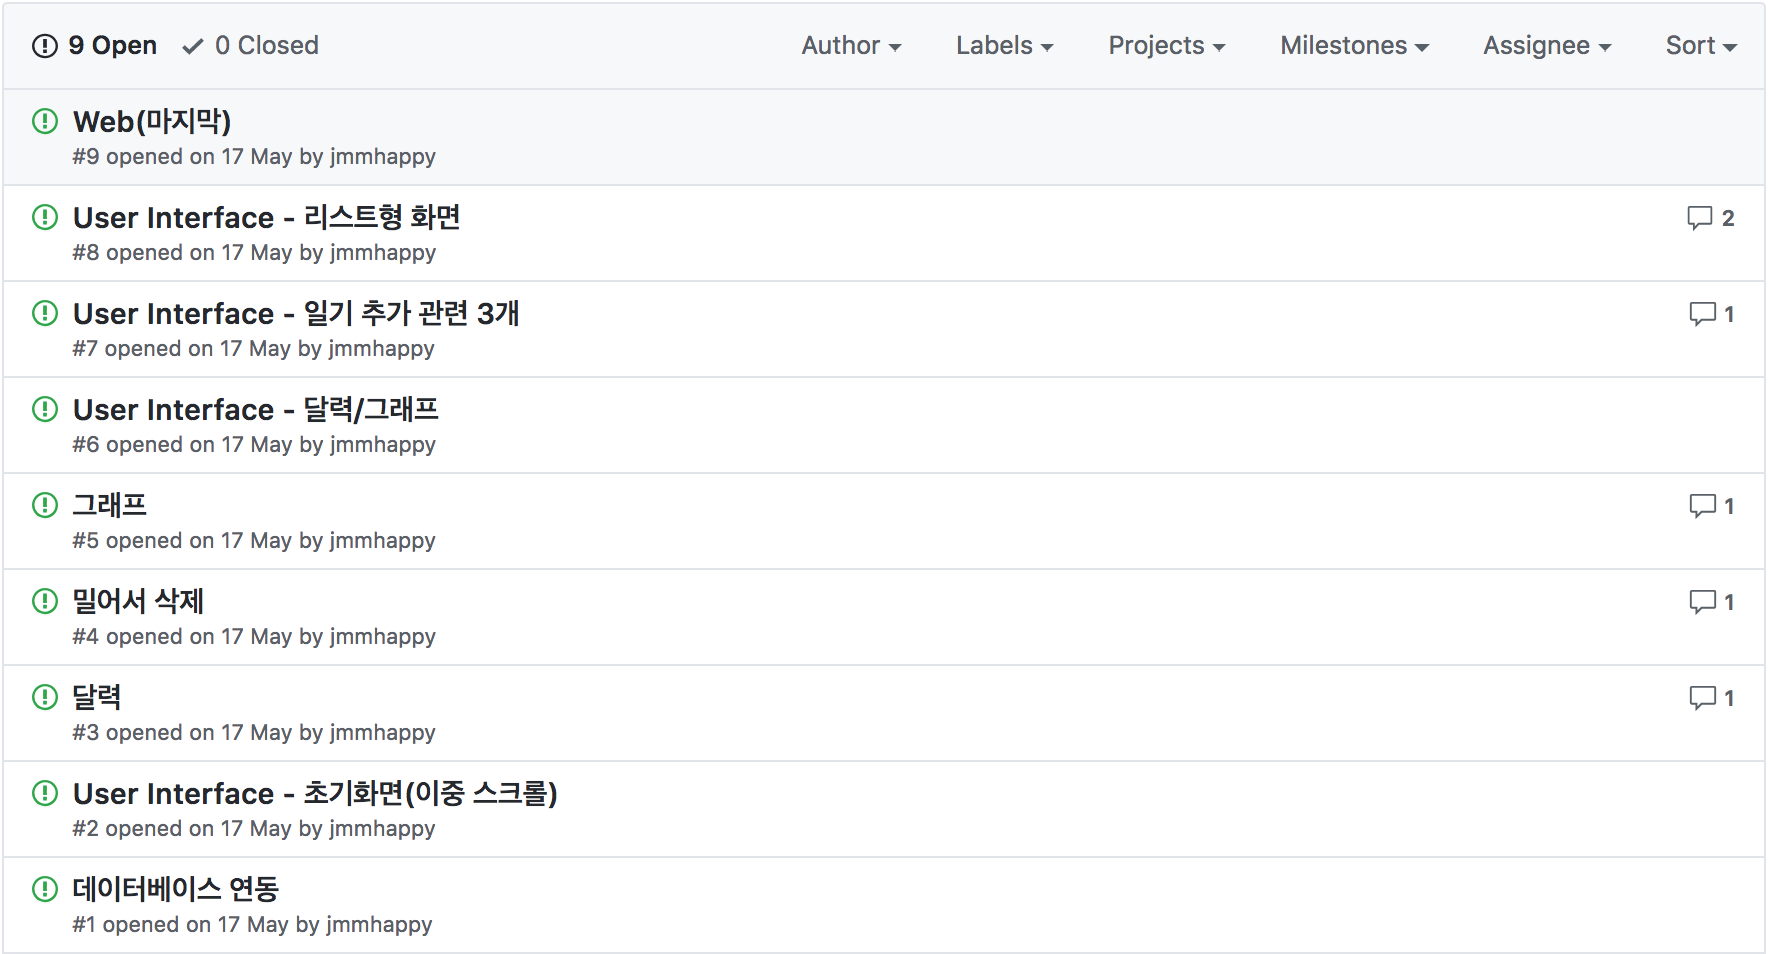 9 Open 0 Closed Author Labels Projects Milestones Assignee Sort
Web(마지막)
#9 opened on 17 May by jmmhappy
User Interface - 리스트형 화면 2
#8 opened on 17 May by jmmhappy
User Interface - 일기 추가 관련 3개 1
#7 opened on 17 May by jmmhappy
User Interface - 달력/그래프
#6 opened on 17 May by jmmhappy
그래프 1
#5 opened on 17 May by jmmhappy
밀어서 삭제 1
#4 opened on 17 May by jmmhappy
달력 1
#3 opened on 17 May by jmmhappy
User Interface - 초기화면(이중 스크롤)
#2 opened on 17 May by jmmhappy
데이터베이스 연동
#1 opened on 17 May by jmmhappy